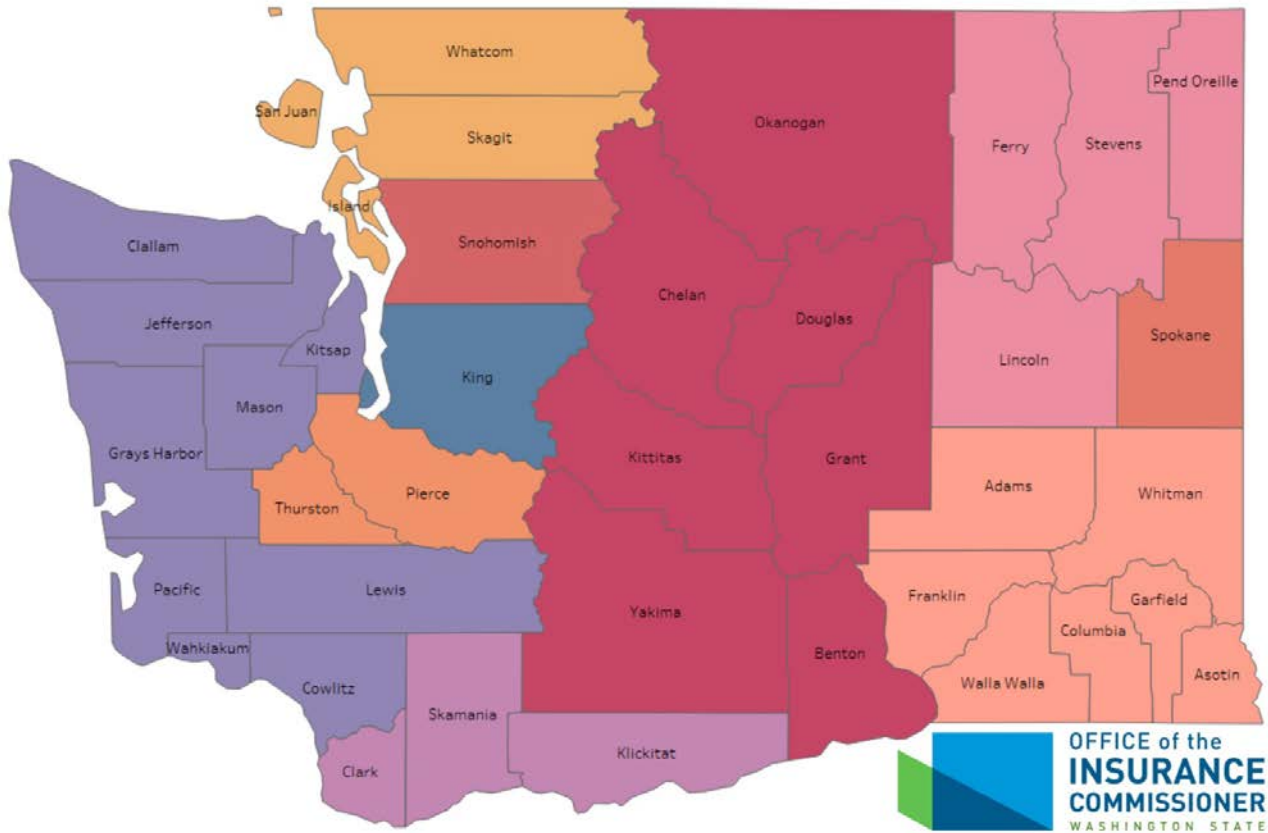 Whatcom
Pend Oreille
San Juan
Okanogan
Skagit
Ferry
Stevens
Island
Snohomish
Clallam
Chelan
Douglas
Jefferson
Spokane
Kitsap
Lincoln
King
Mason
Grays Harbor
Kittitas
Grant
Adams
Whitman
Pierce
Thurston
Pacific
Lewis
Franklin
Garfield
Yakima
Columbia
Wahkiakum
Benton
Asotin
Walla Walla
Cowlitz
Skamania
Klickitat
Clark
OFFICE of the
INSURANCE
COMMISSIONER
WASHINGTON STATE